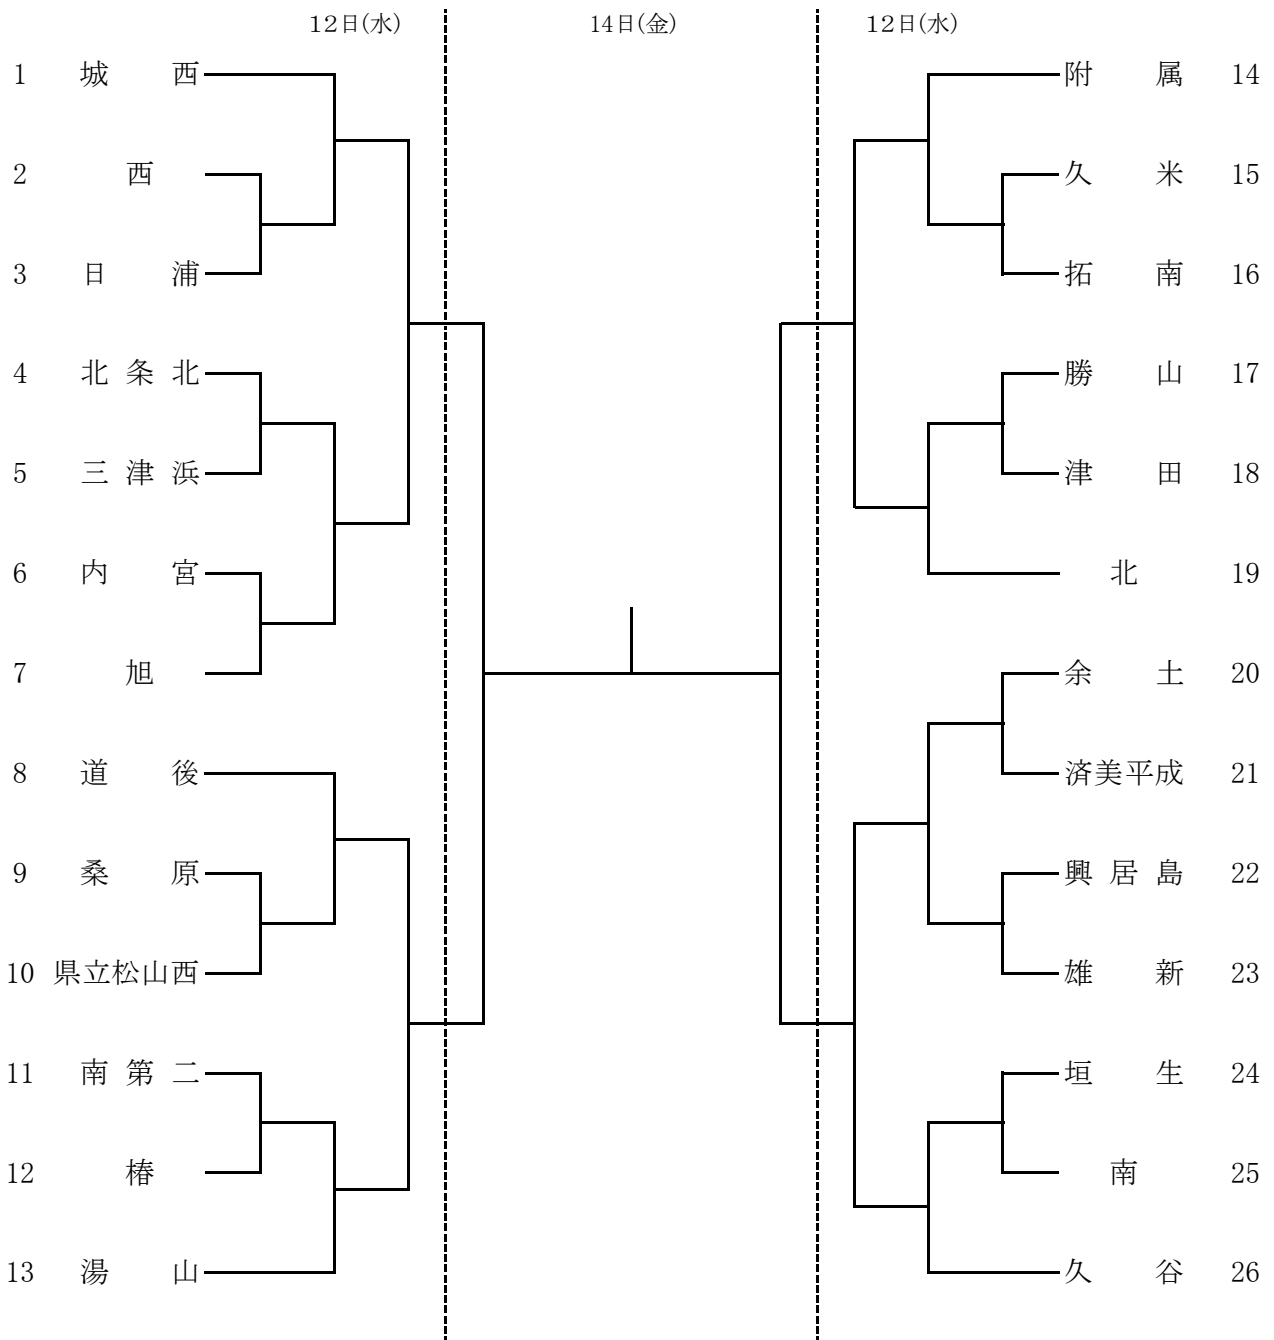 12日(水) 14日(金) 12日(水)
1 城西 附属 14
2 西 久米 15
3 日浦 拓南 16
4 北条北 勝山 17
5 三津浜 津田 18
6 内宮 北 19
7 旭 余土 20
8 道後 済美平成 21
9 桑原 興居島 22
10 県立松山西 雄新 23
11 南第二 垣生 24
12 椿 南 25
13 湯山 久谷 26